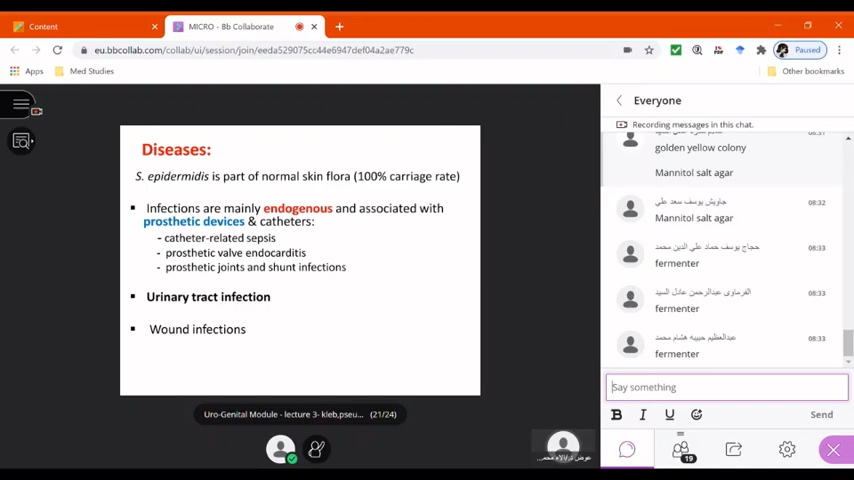 Content
MICRO - Bb Collaborate
eu.bbcollab.com/collab/ui/session/join/eeda529075cc44e6947def04a2ae779c
Paused
Apps
Med Studies
Other bookmarks
Diseases:
S. epidermidis is part of normal skin flora (100% carriage rate)
Infections are mainly endogenous and associated with
prosthetic devices & catheters:
- catheter-related sepsis
- prosthetic valve endocarditis
- prosthetic joints and shunt infections
Urinary tract infection
Wound infections
Uro-Genital Module - lecture 3- kleb,pseu... (21/24)
Everyone
Recording messages in this chat.
golden yellow colony
Mannitol salt agar
جاويش يوسف سعد علي
08:32
Mannitol salt agar
حجاج يوسف حماد علي الدين محمد
08:33
fermenter
الفرماوى عبدالرحمن عادل السيد
08:33
fermenter
عبدالعظيم حبيبه هشام محمد
08:33
fermenter
Say something
B I U
Send
19